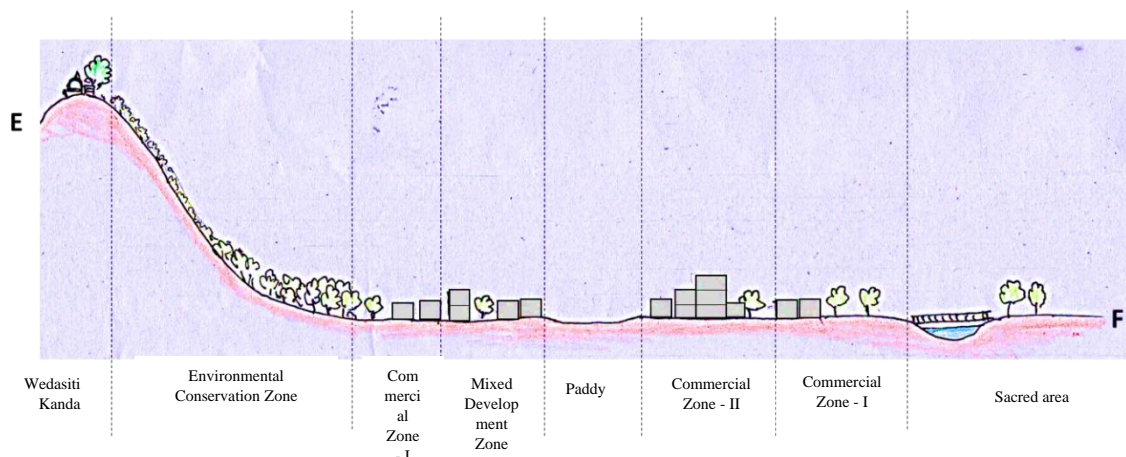 E
F
Wedasiti
Kanda
Environmental
Conservation Zone
Com
merci
al
Zone
- I
Mixed
Develop
ment
Zone
Paddy
Commercial
Zone - II
Commercial
Zone - I
Sacred area